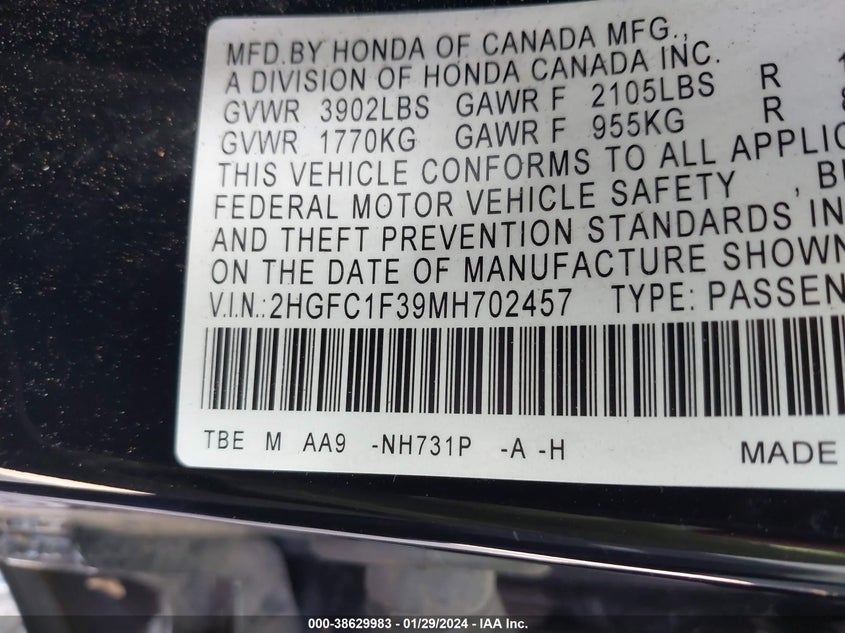 MFD.BY HONDA OF CANADA MFG.,
A DIVISION OF HONDA CANADA INC.
GVWR 3902LBS GAWR F 2105LBS R 1
GVWR 1770KG GAWR F 955KG R 8
THIS VEHICLE CONFORMS TO ALL APPLIC
FEDERAL MOTOR VEHICLE SAFETY , B
AND THEFT PREVENTION STANDARDS IN
ON THE DATE OF MANUFACTURE SHOWN
V.I.N.:2HGFC1F39MH702457 TYPE: PASSEN
TBE M AA9 -NH731P -A -H MADE
000-38629983 - 01/29/2024 - IAA Inc.